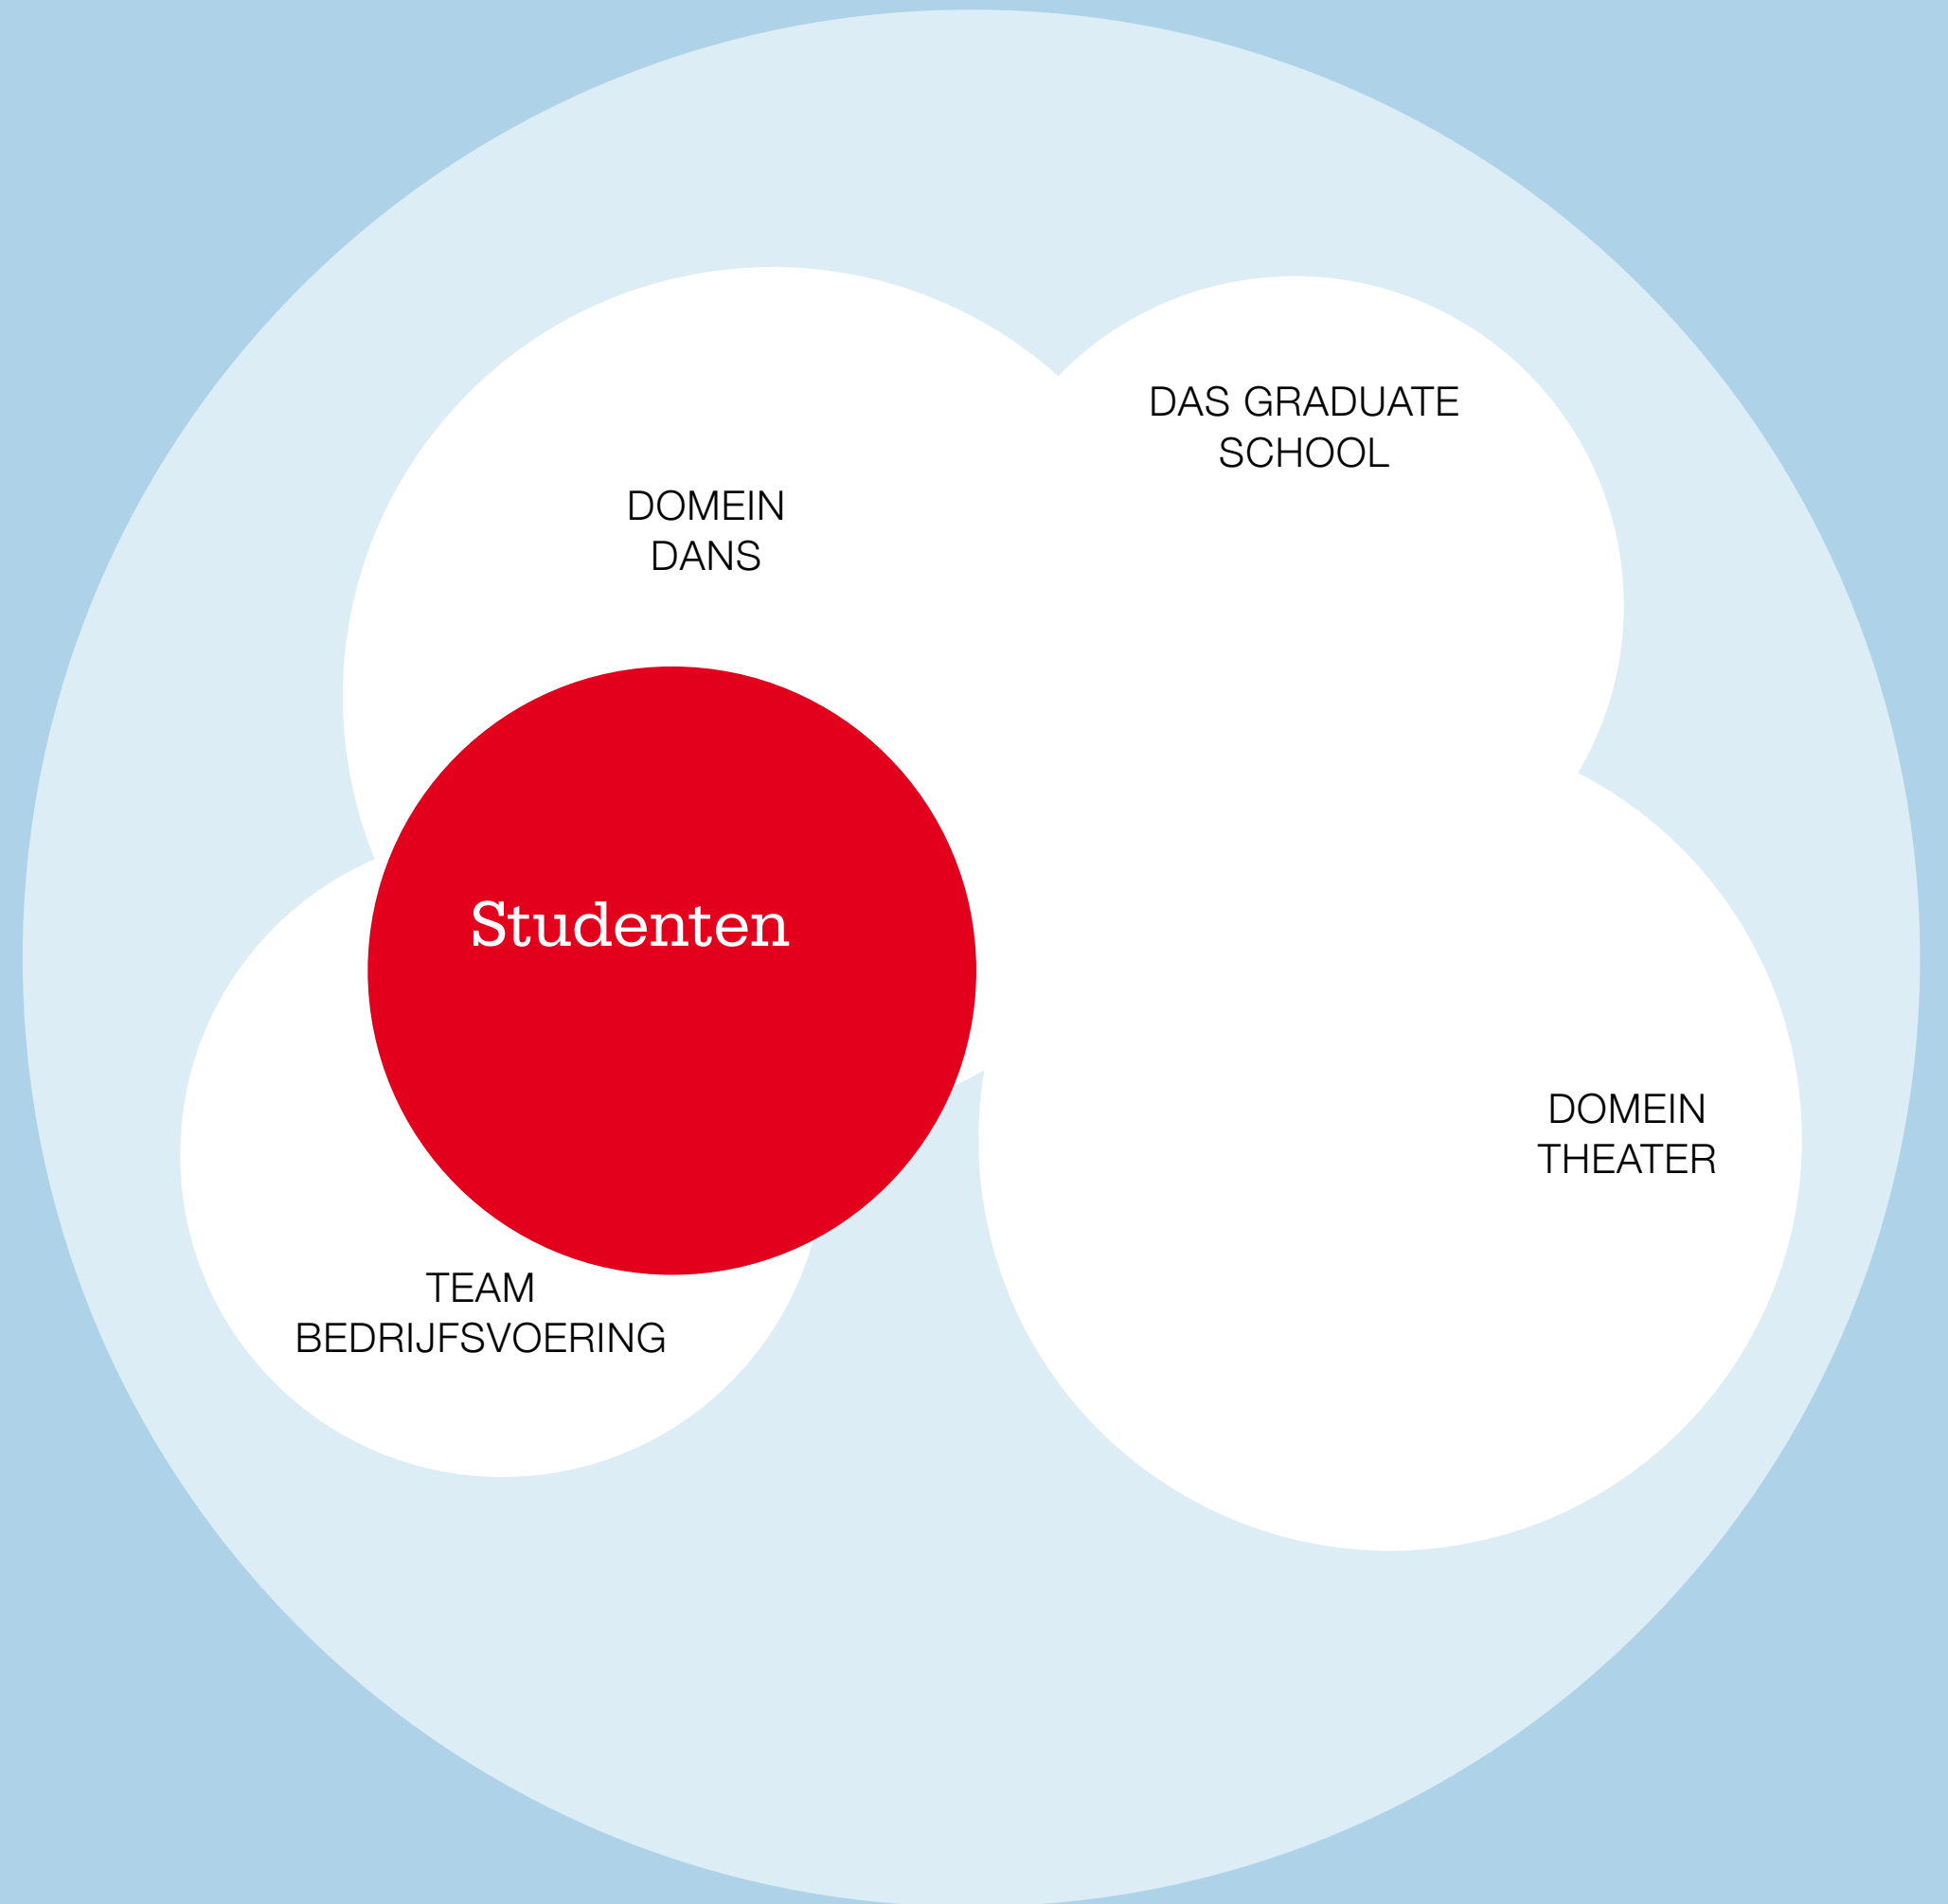 DAS GRADUATE
SCHOOL
DOMEIN
DANS
Studenten
DOMEIN
THEATER
TEAM
BEDRIJFSVOERING